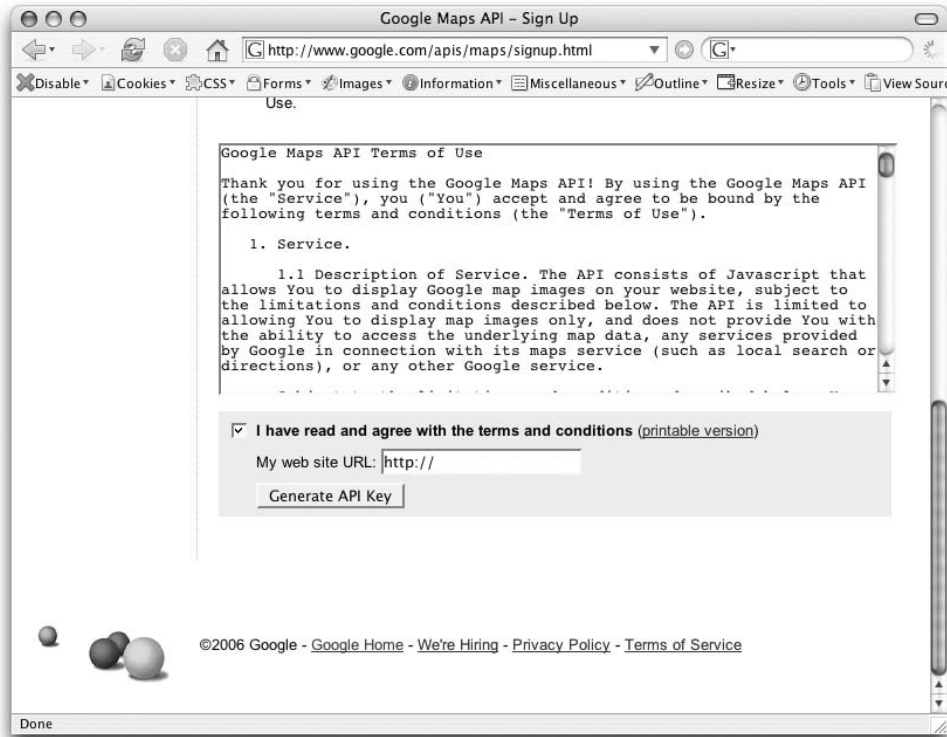 Google Maps API – Sign Up
G http://www.google.com/apis/maps/signup.html G
Disable Cookies CSS Forms Images Information Miscellaneous Outline Resize Tools View Sour
Use.
Google Maps API Terms of Use
Thank you for using the Google Maps API! By using the Google Maps API
(the "Service"), you ("You") accept and agree to be bound by the
following terms and conditions (the "Terms of Use").
1. Service.
1.1 Description of Service. The API consists of Javascript that
allows You to display Google map images on your website, subject to
the limitations and conditions described below. The API is limited to
allowing You to display map images only, and does not provide You with
the ability to access the underlying map data, any services provided
by Google in connection with its maps service (such as local search or
directions), or any other Google service.
I have read and agree with the terms and conditions (printable version)
My web site URL: http://
Generate API Key
©2006 Google - Google Home - We're Hiring - Privacy Policy - Terms of Service
Done